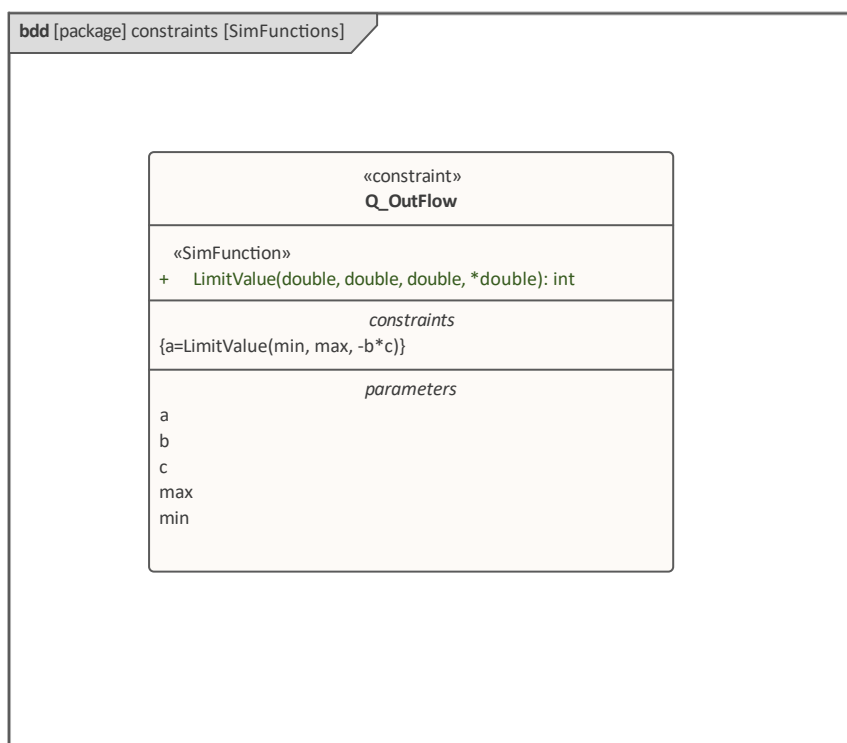 bdd [package] constraints [SimFunctions]
«constraint»
Q_OutFlow
«SimFunction»
+ LimitValue(double, double, double, *double): int
constraints
{a=LimitValue(min, max, -b*c)}
parameters
a
b
c
max
min